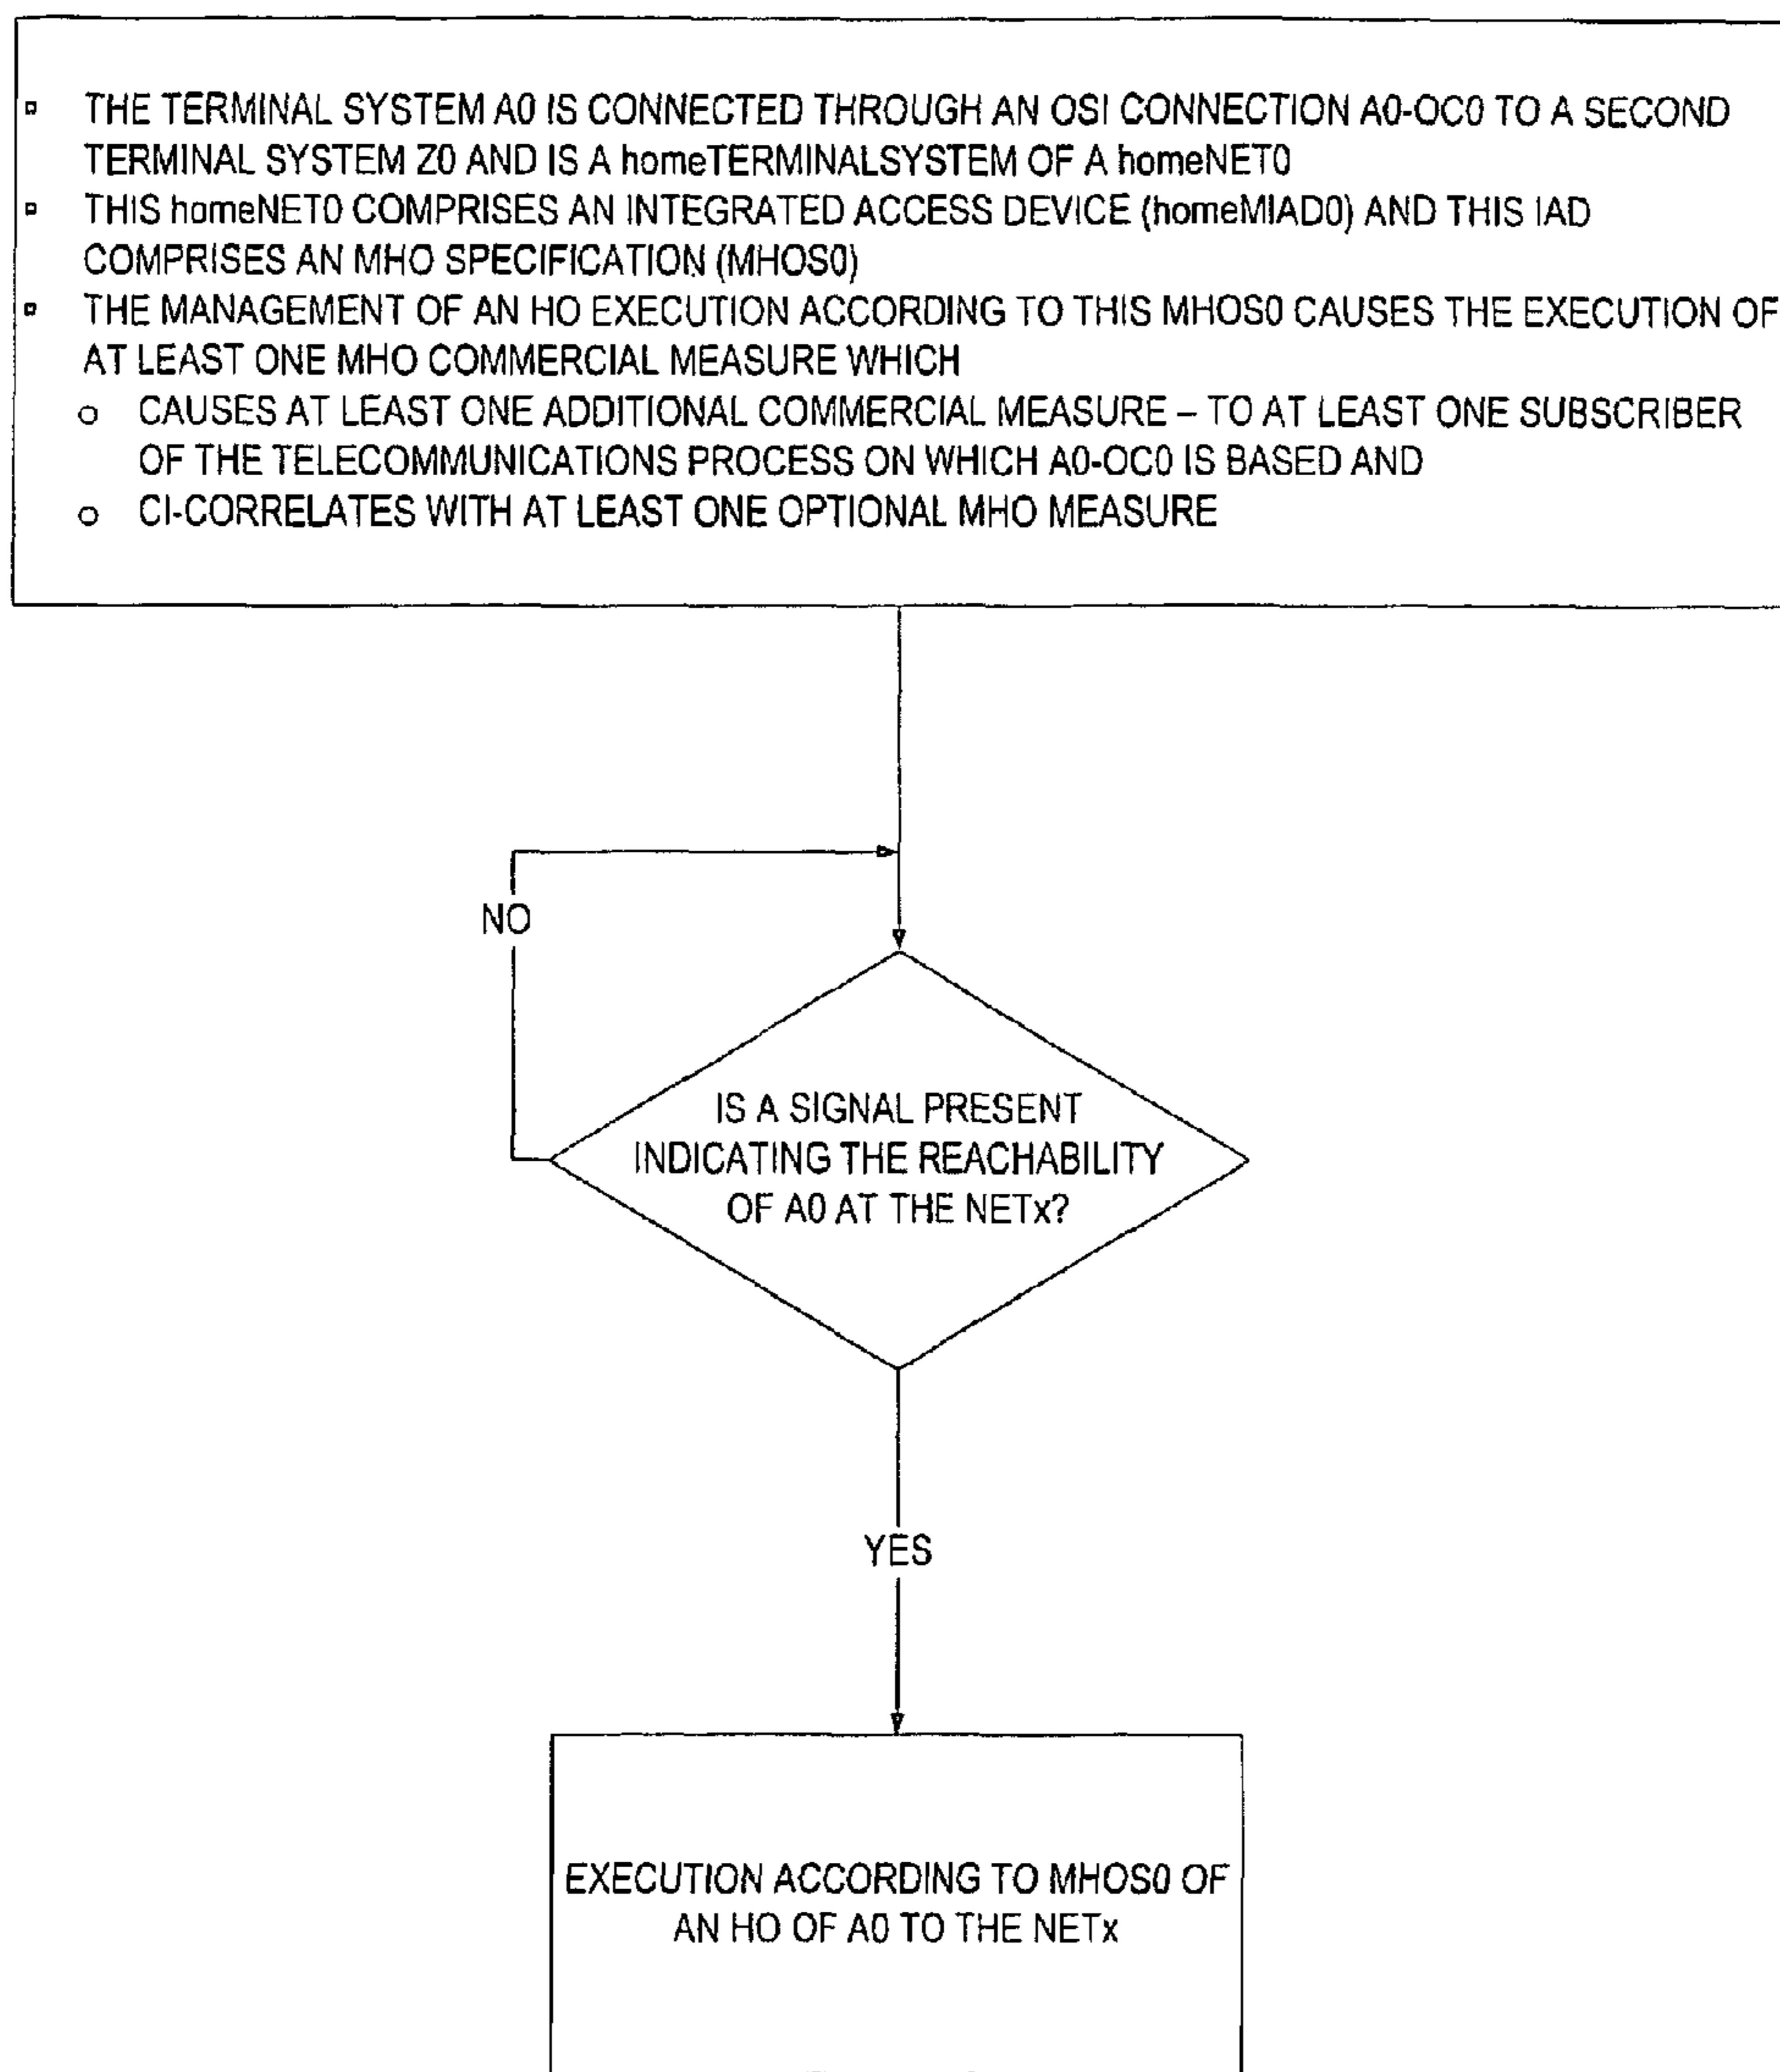 ▫ THE TERMINAL SYSTEM A0 IS CONNECTED THROUGH AN OSI CONNECTION A0-OC0 TO A SECOND
TERMINAL SYSTEM Z0 AND IS A homeTERMINALSYSTEM OF A homeNET0
▫ THIS homeNET0 COMPRISES AN INTEGRATED ACCESS DEVICE (homeMIAD0) AND THIS IAD
COMPRISES AN MHO SPECIFICATION (MHOS0)
▫ THE MANAGEMENT OF AN HO EXECUTION ACCORDING TO THIS MHOS0 CAUSES THE EXECUTION OF
AT LEAST ONE MHO COMMERCIAL MEASURE WHICH
o CAUSES AT LEAST ONE ADDITIONAL COMMERCIAL MEASURE – TO AT LEAST ONE SUBSCRIBER
OF THE TELECOMMUNICATIONS PROCESS ON WHICH A0-OC0 IS BASED AND
o CI-CORRELATES WITH AT LEAST ONE OPTIONAL MHO MEASURE
NO
IS A SIGNAL PRESENT
INDICATING THE REACHABILITY
OF A0 AT THE NETx?
YES
EXECUTION ACCORDING TO MHOS0 OF
AN HO OF A0 TO THE NETx